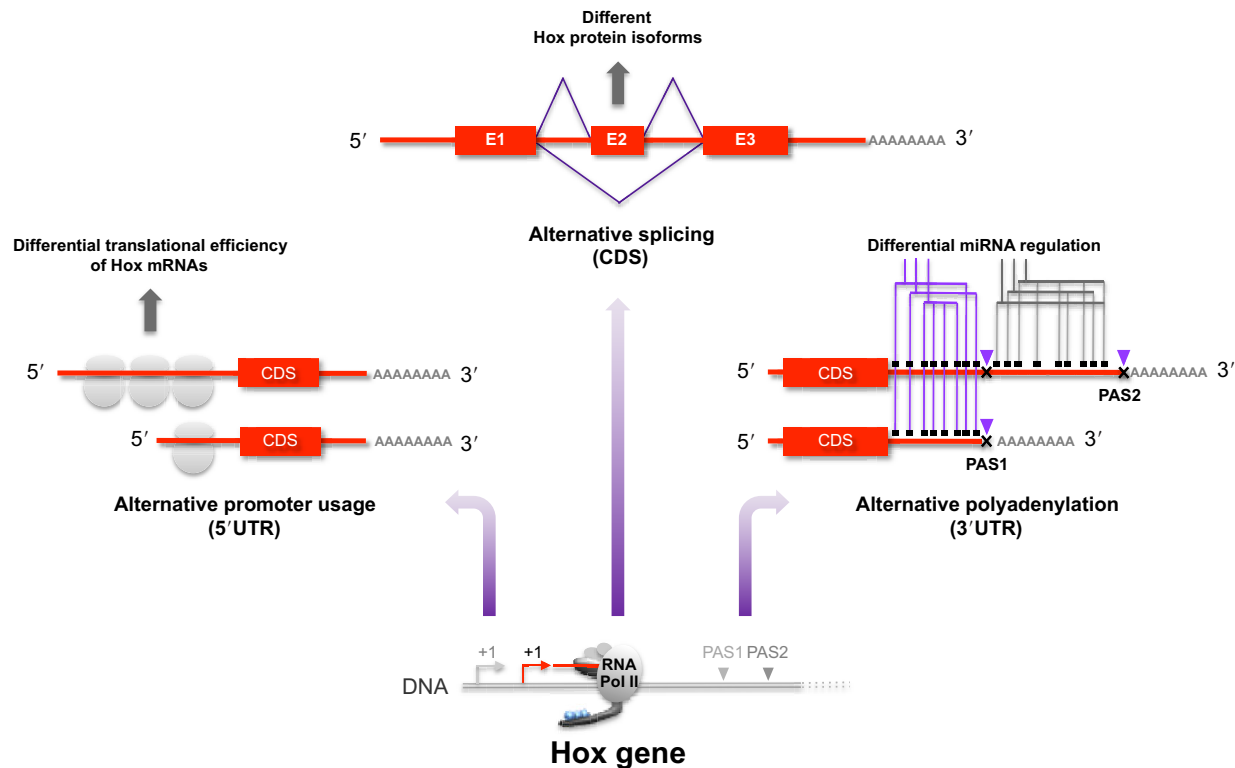 Different
Hox protein isoforms
5′ E1 E2 E3 AAAAAAAA 3′
Alternative splicing
(CDS)
Differential translational efficiency
of Hox mRNAs
5′ CDS AAAAAAAA 3′
5′ CDS AAAAAAAA 3′
Alternative promoter usage
(5′UTR)
Differential miRNA regulation
5′ CDS AAAAAAAA 3′
PAS2
5′ CDS AAAAAAAA 3′
PAS1
Alternative polyadenylation
(3′UTR)
+1 +1 PAS1 PAS2
RNA
Pol II
DNA
Hox gene